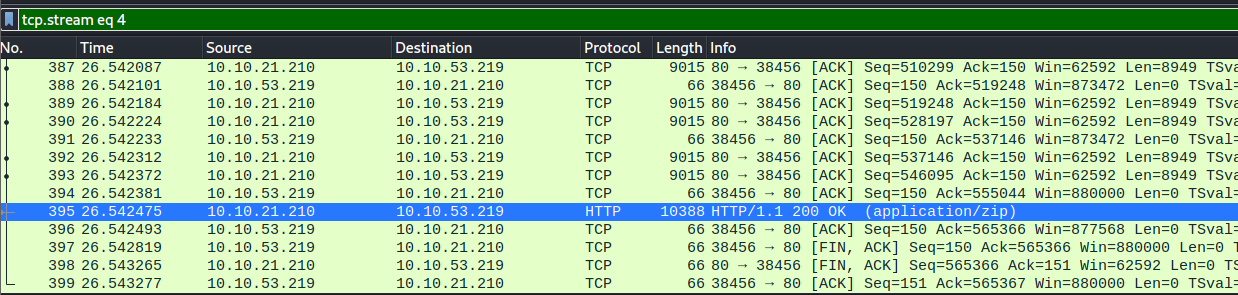 tcp.stream eq 4
No. Time Source Destination Protocol Length Info
387 26.542087 10.10.21.210 10.10.53.219 TCP 9015 80 → 38456 [ACK] Seq=510299 Ack=150 Win=62592 Len=8949 TSval=
388 26.542101 10.10.53.219 10.10.21.210 TCP 66 38456 → 80 [ACK] Seq=150 Ack=519248 Win=873472 Len=0 TSval=
389 26.542184 10.10.21.210 10.10.53.219 TCP 9015 80 → 38456 [ACK] Seq=519248 Ack=150 Win=62592 Len=8949 TSva
390 26.542224 10.10.21.210 10.10.53.219 TCP 9015 80 → 38456 [ACK] Seq=528197 Ack=150 Win=62592 Len=8949 TSva
391 26.542233 10.10.53.219 10.10.21.210 TCP 66 38456 → 80 [ACK] Seq=150 Ack=537146 Win=873472 Len=0 TSval=
392 26.542312 10.10.21.210 10.10.53.219 TCP 9015 80 → 38456 [ACK] Seq=537146 Ack=150 Win=62592 Len=8949 TSva
393 26.542372 10.10.21.210 10.10.53.219 TCP 9015 80 → 38456 [ACK] Seq=546095 Ack=150 Win=62592 Len=8949 TSva
394 26.542381 10.10.53.219 10.10.21.210 TCP 66 38456 → 80 [ACK] Seq=150 Ack=555044 Win=880000 Len=0 TSval=
395 26.542475 10.10.21.210 10.10.53.219 HTTP 10388 HTTP/1.1 200 OK (application/zip)
396 26.542493 10.10.53.219 10.10.21.210 TCP 66 38456 → 80 [ACK] Seq=150 Ack=565366 Win=877568 Len=0 TSval=
397 26.542819 10.10.53.219 10.10.21.210 TCP 66 38456 → 80 [FIN, ACK] Seq=150 Ack=565366 Win=880000 Len=0 T
398 26.543265 10.10.21.210 10.10.53.219 TCP 66 80 → 38456 [FIN, ACK] Seq=565366 Ack=151 Win=62592 Len=0 TS
399 26.543277 10.10.53.219 10.10.21.210 TCP 66 38456 → 80 [ACK] Seq=151 Ack=565367 Win=880000 Len=0 TSval=